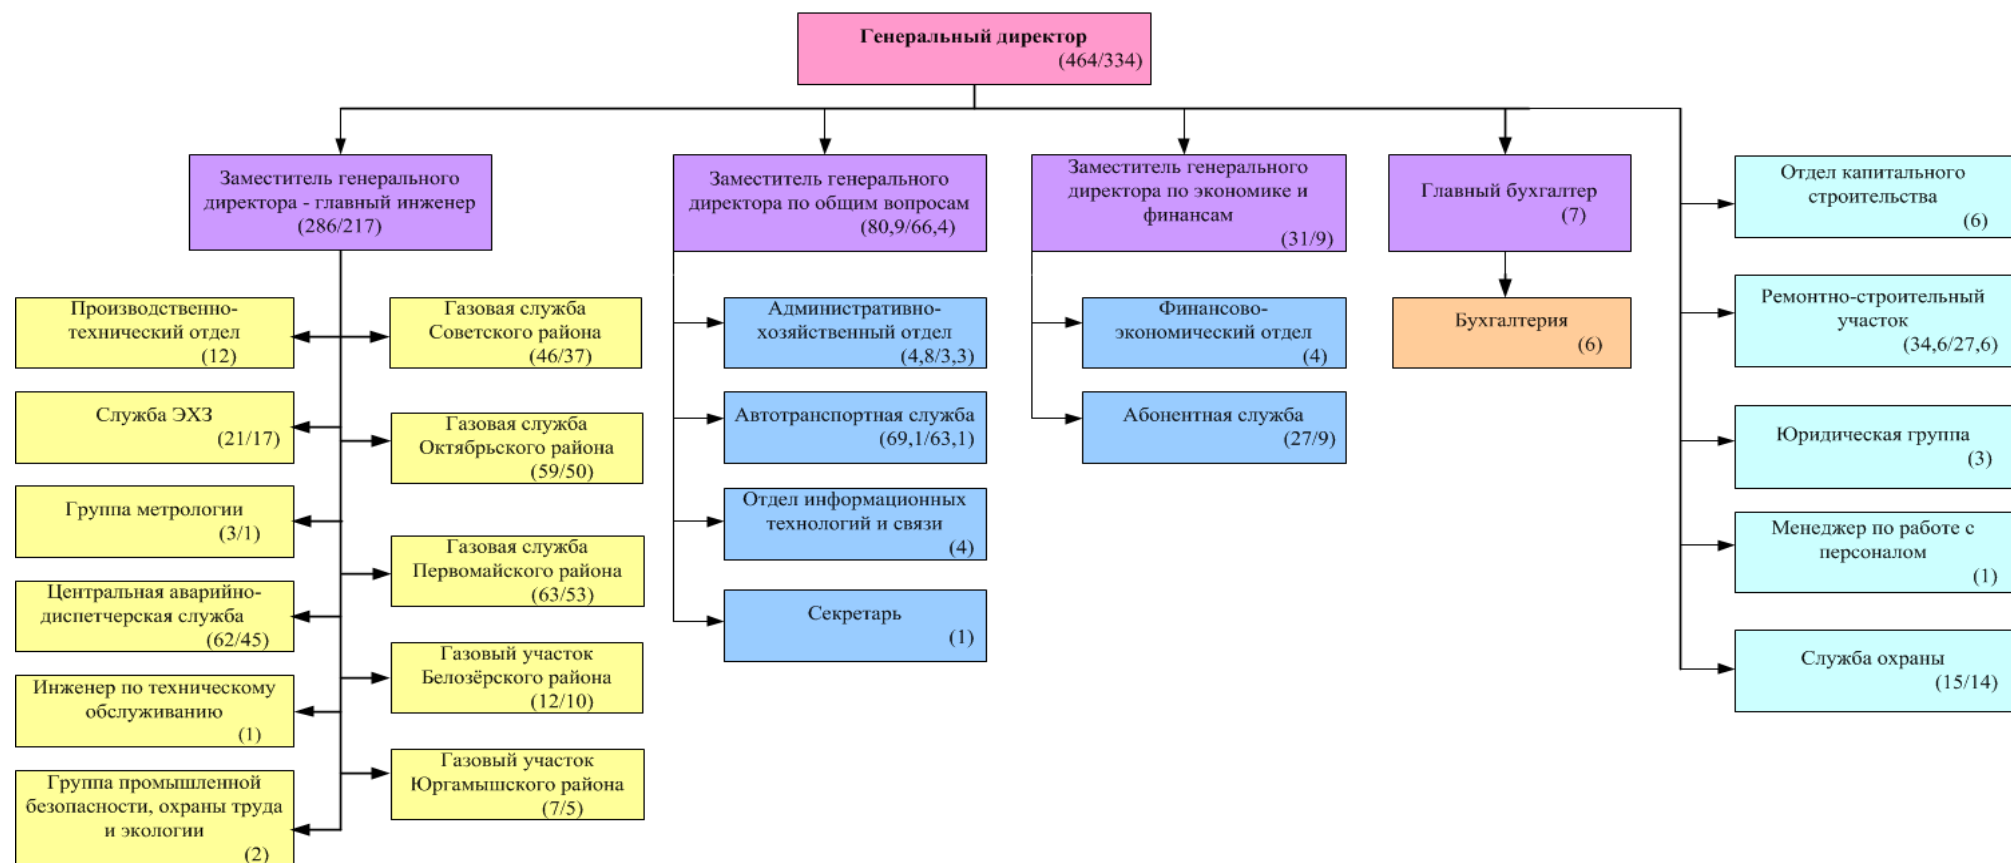 Генеральный директор
(464/334)
Заместитель генерального
директора - главный инженер
(286/217)
Заместитель генерального
директора по общим вопросам
(80,9/66,4)
Заместитель генерального
директора по экономике и
финансам
(31/9)
Главный бухгалтер
(7)
Производственно-
технический отдел
(12)
Служба ЭХЗ
(21/17)
Группа метрологии
(3/1)
Центральная аварийно-
диспетчерская служба
(62/45)
Инженер по техническому
обслуживанию
(1)
Группа промышленной
безопасности, охраны труда
и экологии
(2)
Газовая служба
Советского района
(46/37)
Газовая служба
Октябрьского района
(59/50)
Газовая служба
Первомайского района
(63/53)
Газовый участок
Белозёрского района
(12/10)
Газовый участок
Юргамышского района
(7/5)
Административно-
хозяйственный отдел
(4,8/3,3)
Автотранспортная служба
(69,1/63,1)
Отдел информационных
технологий и связи
(4)
Секретарь
(1)
Финансово-
экономический отдел
(4)
Абонентная служба
(27/9)
Бухгалтерия
(6)
Отдел капитального
строительства
(6)
Ремонтно-строительный
участок
(34,6/27,6)
Юридическая группа
(3)
Менеджер по работе с
персоналом
(1)
Служба охраны
(15/14)